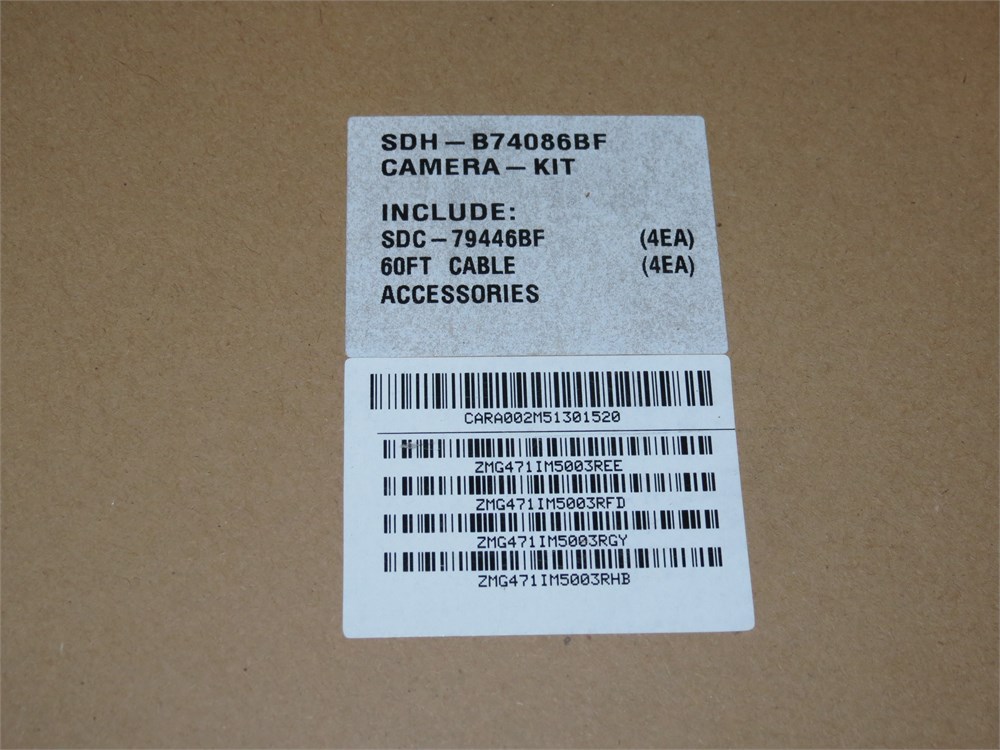 SDH-B74086BF
CAMERA-KIT
INCLUDE:
SDC-79446BF (4EA)
60FT CABLE (4EA)
ACCESSORIES
CARA002M51301520
ZMG471IM5003REE
ZMG471IM5003RFD
ZMG471IM5003RGY
ZMG471IM5003RHB